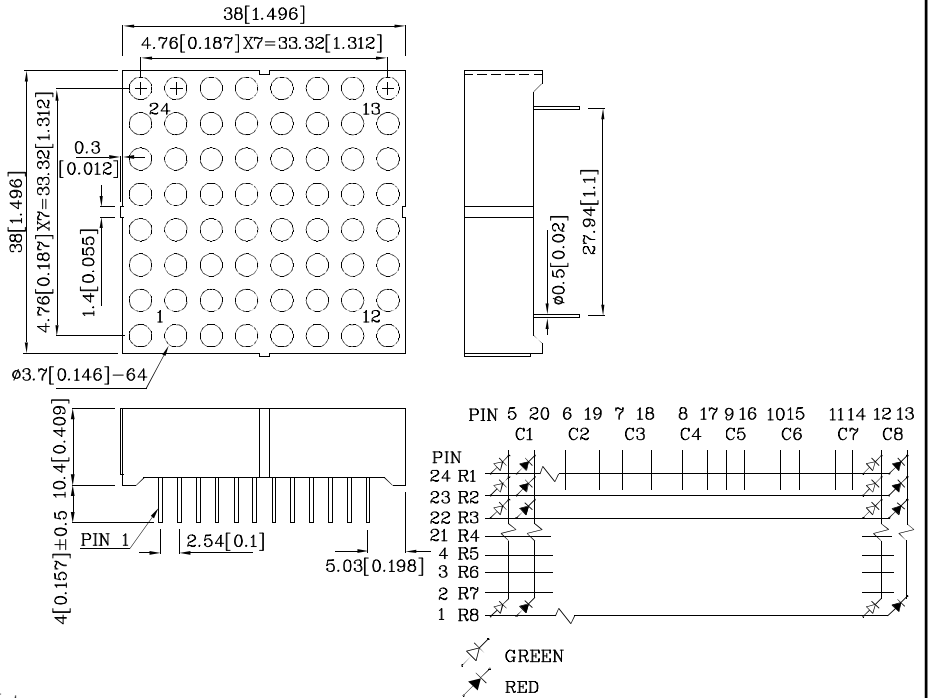 38[1.496]
4.76[0.187]X7=33.32[1.312]
24
13
0.3
[0.012]
38[1.496]
4.76[0.187]X7=33.32[1.312]
1.4[0.055]
1
12
ø3.7[0.146]-64
27.94[1.1]
ø0.5[0.02]
10.4[0.409]
4[0.157]±0.5
PIN 1
2.54[0.1]
5.03[0.198]
PIN 5 20 6 19 7 18 8 17 9 16 10 15 11 14 12 13
C1 C2 C3 C4 C5 C6 C7 C8
PIN
24 R1
23 R2
22 R3
21 R4
4 R5
3 R6
2 R7
1 R8
GREEN
RED